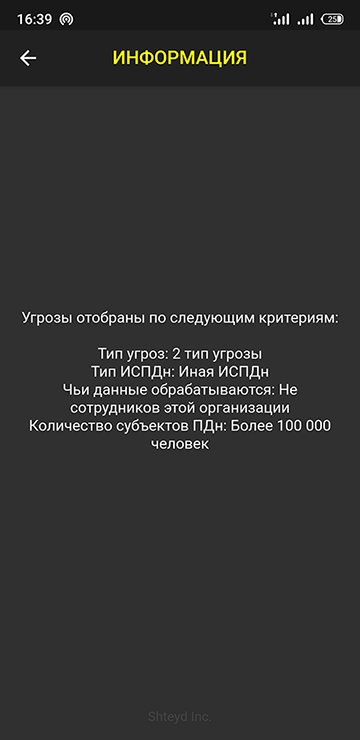 16:39
25
ИНФОРМАЦИЯ
Угрозы отобраны по следующим критериям:
Тип угроз: 2 тип угрозы
Тип ИСПДн: Иная ИСПДн
Чьи данные обрабатываются: Не
сотрудников этой организации
Количество субъектов ПДн: Более 100 000
человек
Shteyd Inc.